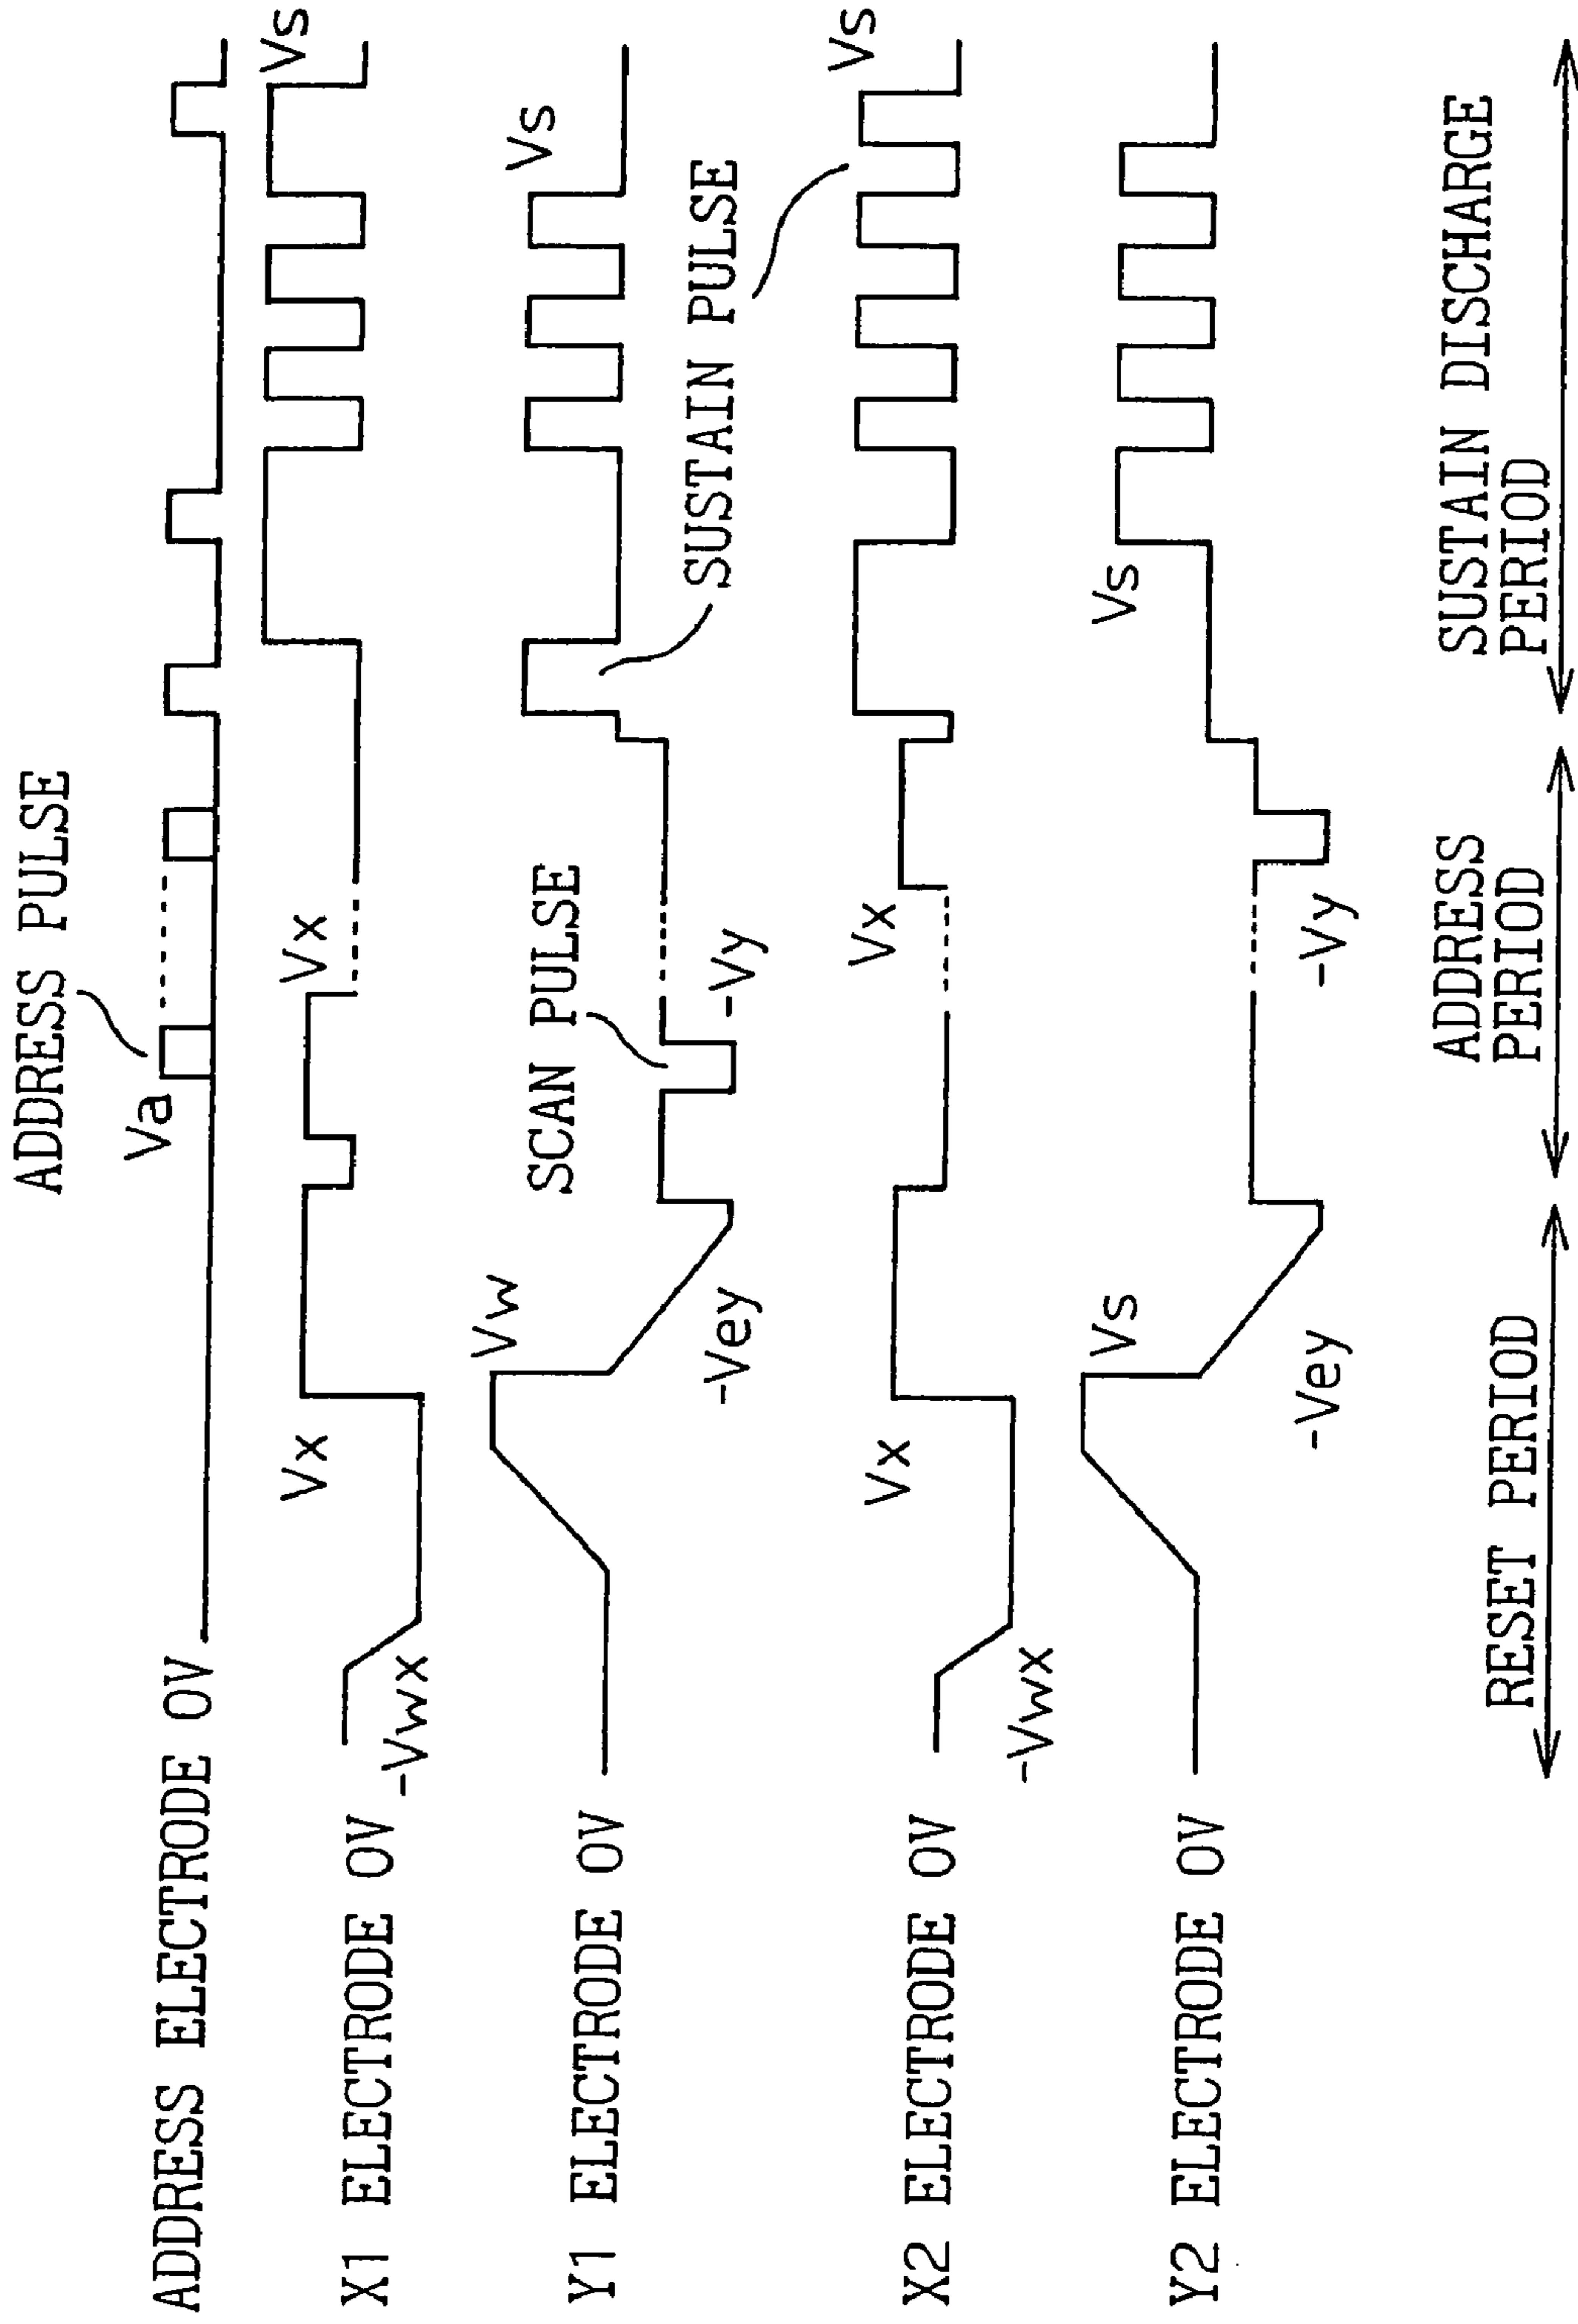 ADDRESS PULSE
Va
ADDRESS ELECTRODE 0V
Vs
Vx
Vx
-Vwx
X1 ELECTRODE 0V
Vs
Vw
SCAN PULSE
-Vy
-Vey
Y1 ELECTRODE 0V
SUSTAIN PULSE
Vs
Vx
Vx
-Vwx
X2 ELECTRODE 0V
Vs
Vs
-Vy
-Vey
Y2 ELECTRODE 0V
RESET PERIOD
ADDRESS
PERIOD
SUSTAIN DISCHARGE
PERIOD